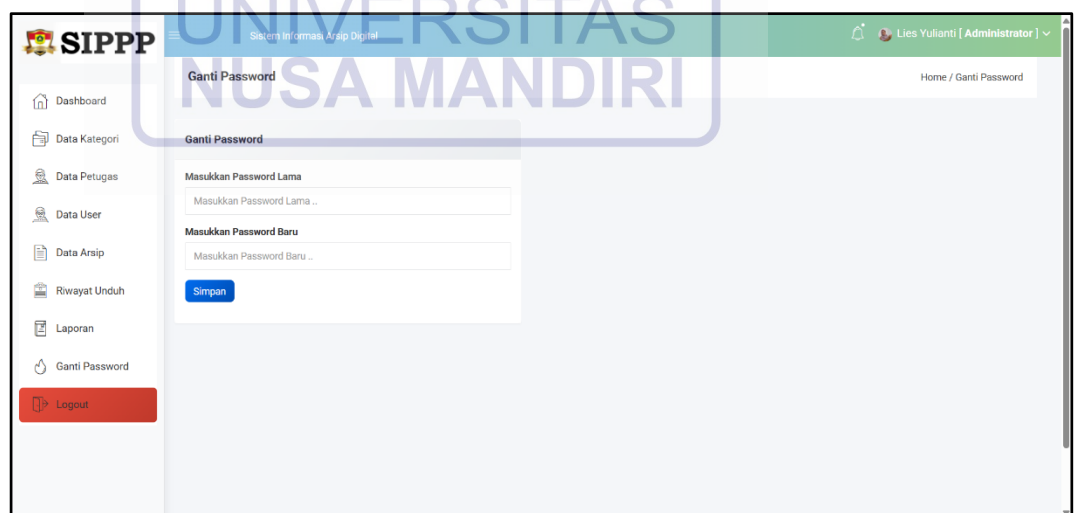 UNIVERSITAS
NUSA MANDIRI
SIPPP
Sistem Informasi Arsip Digital
Lies Yulianti [ Administrator ]
Ganti Password
Home / Ganti Password
Dashboard
Data Kategori
Data Petugas
Data User
Data Arsip
Riwayat Unduh
Laporan
Ganti Password
Logout
Ganti Password
Masukkan Password Lama
Masukkan Password Lama ..
Masukkan Password Baru
Masukkan Password Baru ..
Simpan